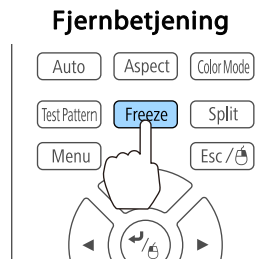 Fjernbetjening
Auto Aspect Color Mode
Test Pattern Freeze Split
Menu Esc /